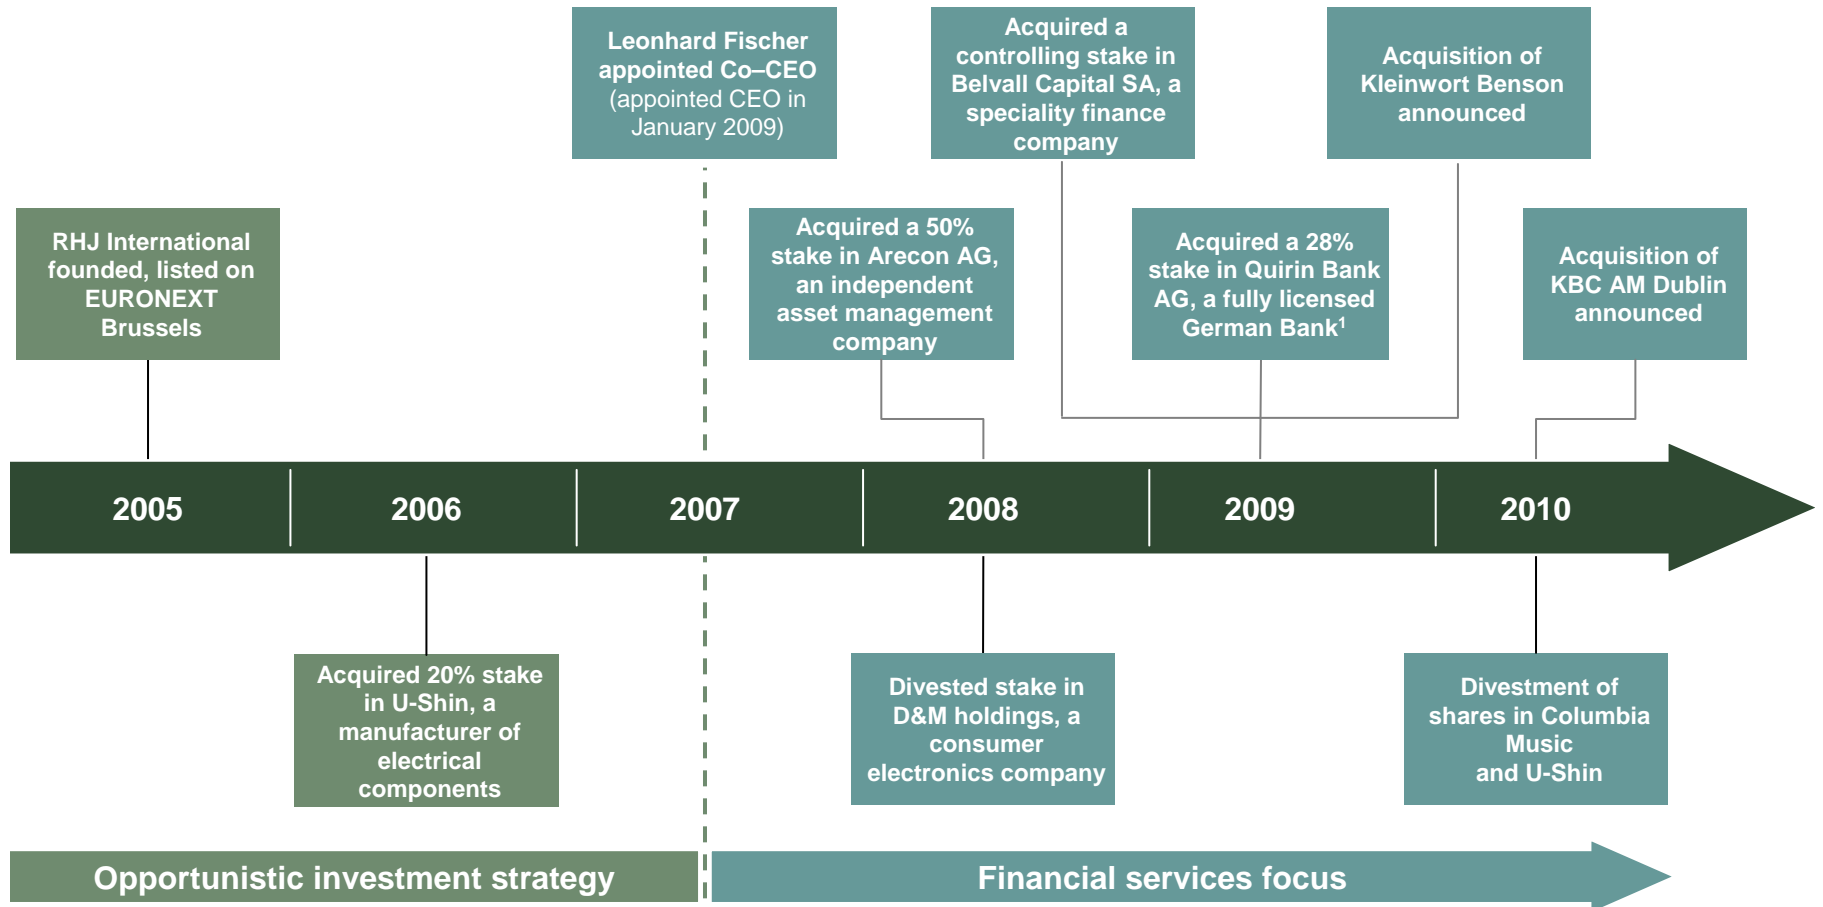 Leonhard Fischer
appointed Co–CEO
(appointed CEO in
January 2009)
Acquired a
controlling stake in
Belvall Capital SA, a
speciality finance
company
Acquisition of
Kleinwort Benson
announced
RHJ International
founded, listed on
EURONEXT
Brussels
Acquired a 50%
stake in Arecon AG,
an independent
asset management
company
Acquired a 28%
stake in Quirin Bank
AG, a fully licensed
German Bank¹
Acquisition of
KBC AM Dublin
announced
2005
2006
2007
2008
2009
2010
Acquired 20% stake
in U-Shin, a
manufacturer of
electrical
components
Divested stake in
D&M holdings, a
consumer
electronics company
Divestment of
shares in Columbia
Music
and U-Shin
Opportunistic investment strategy
Financial services focus